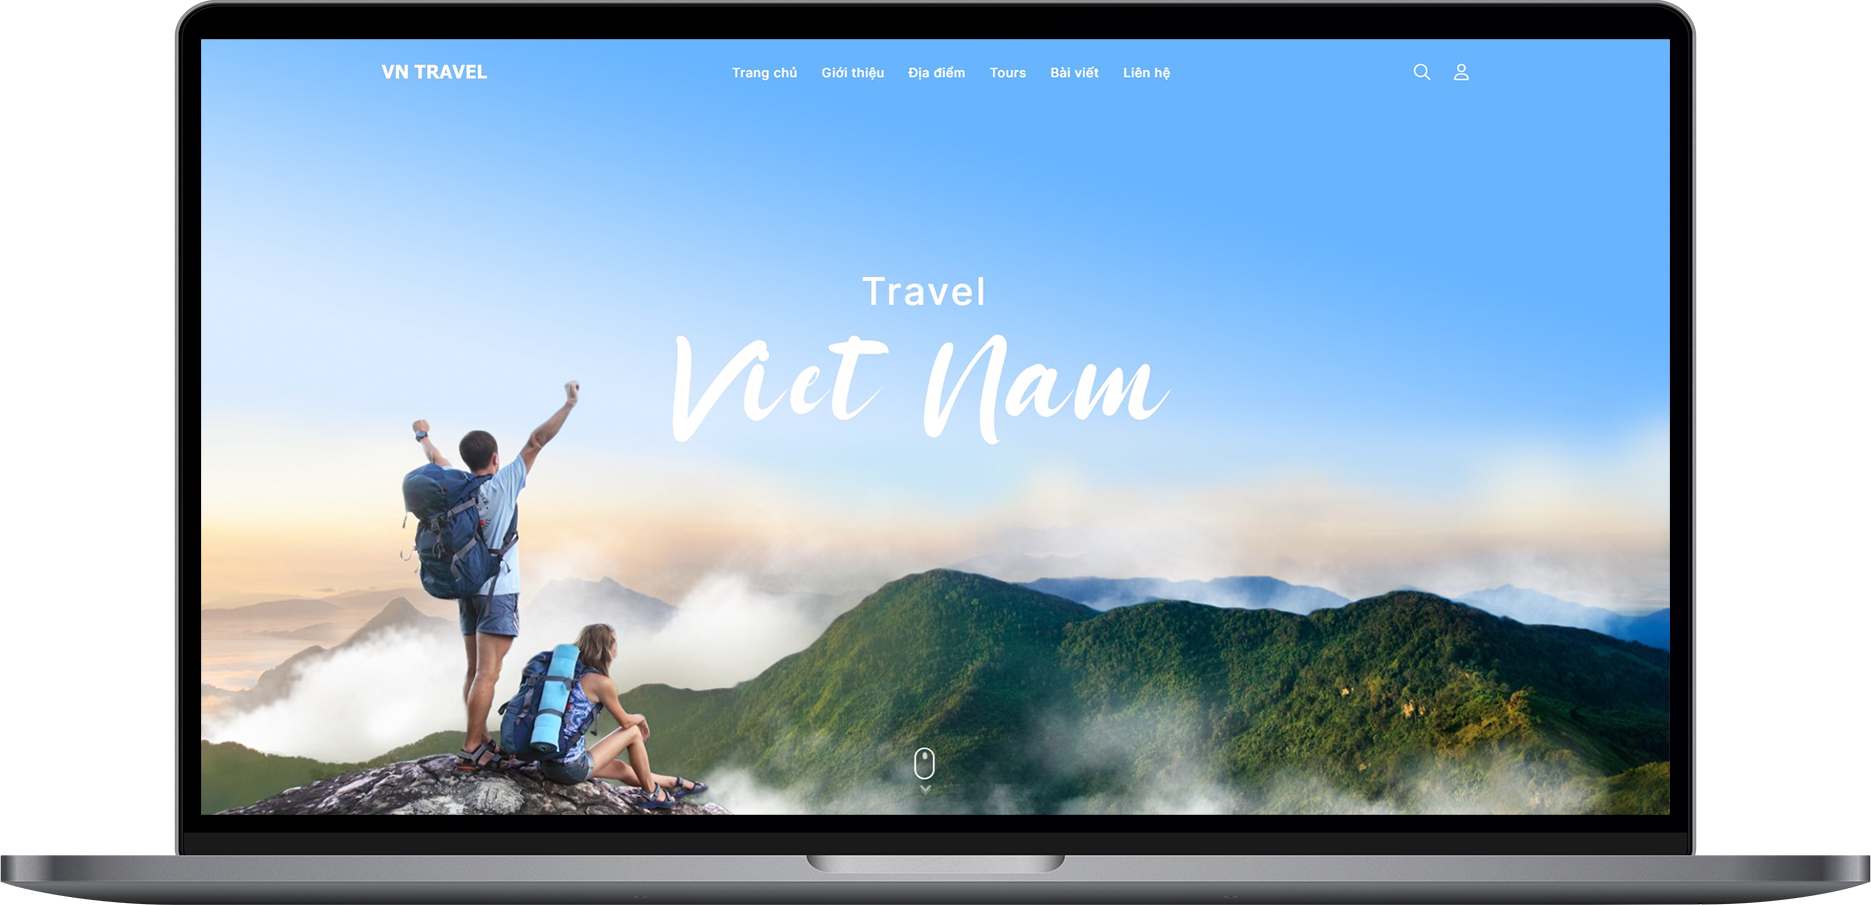 VN TRAVEL
Trang chủ Giới thiệu Địa điểm Tours Bài viết Liên hệ
Travel
Viet Nam